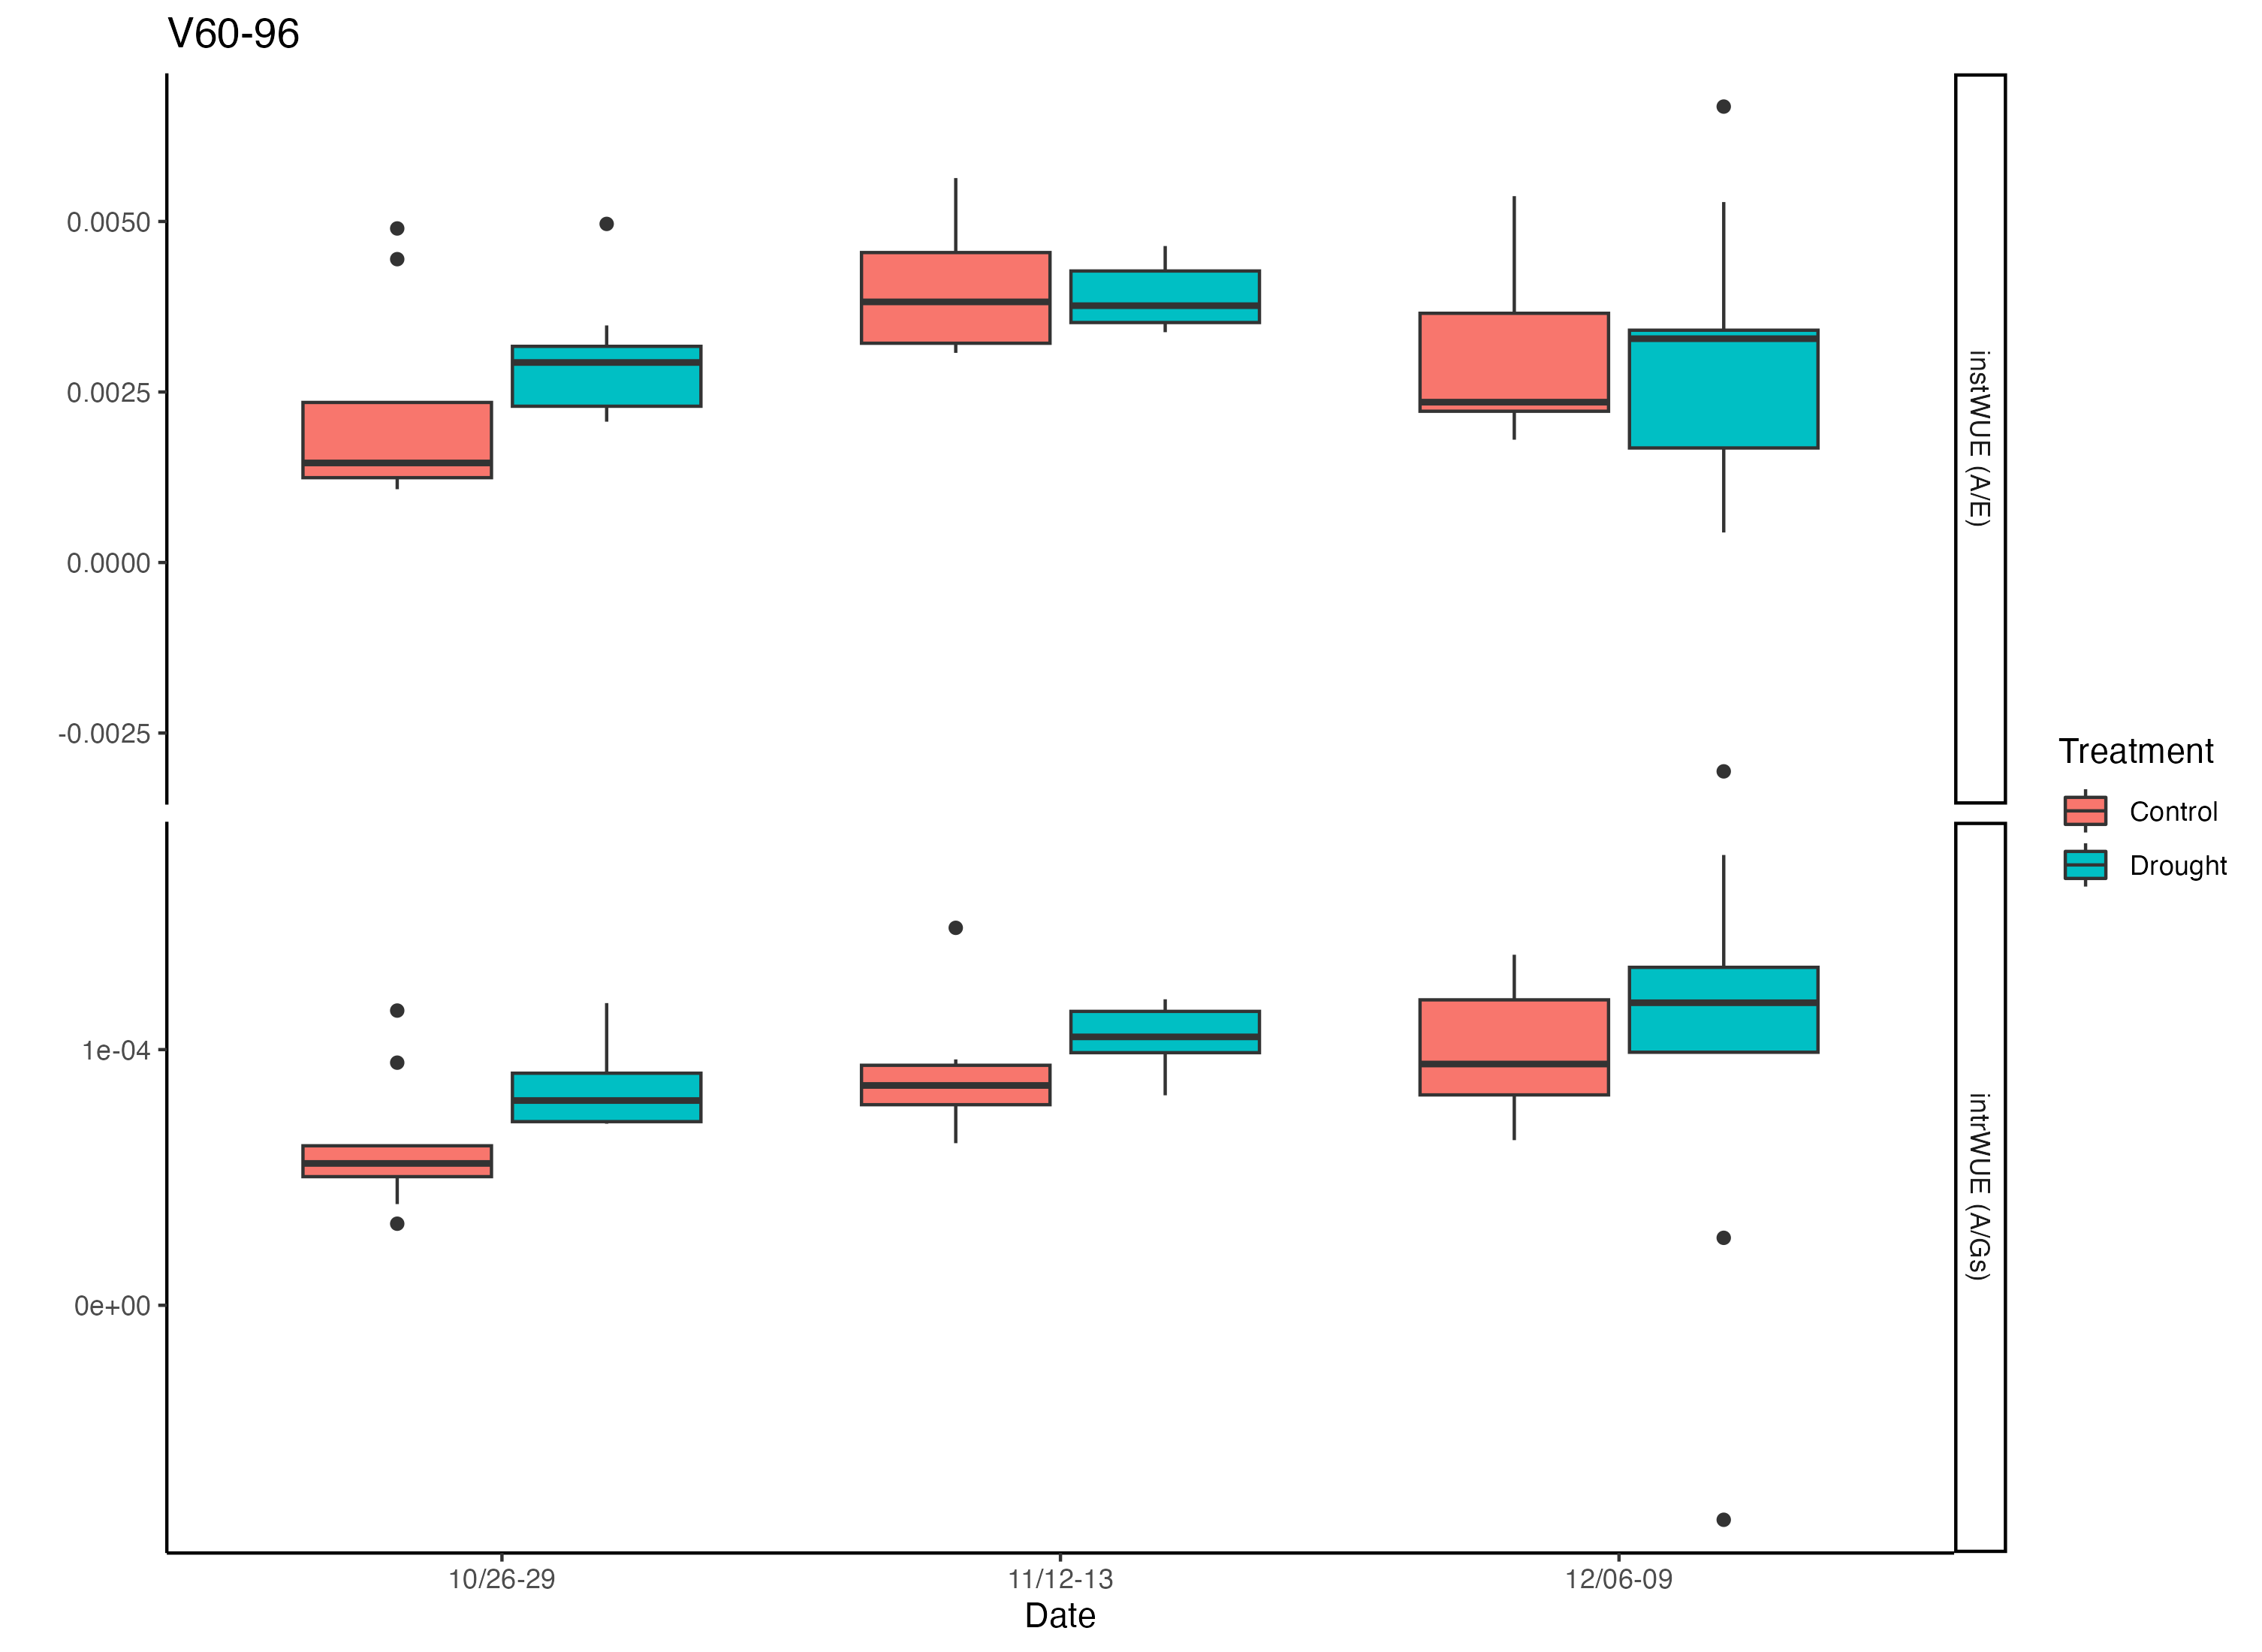 V60-96
0.0050
0.0025
0.0000
-0.0025
instWUE (A/E)
1e-04
0e+00
intrWUE (A/Gs)
10/26-29
11/12-13
12/06-09
Date
Treatment
Control
Drought